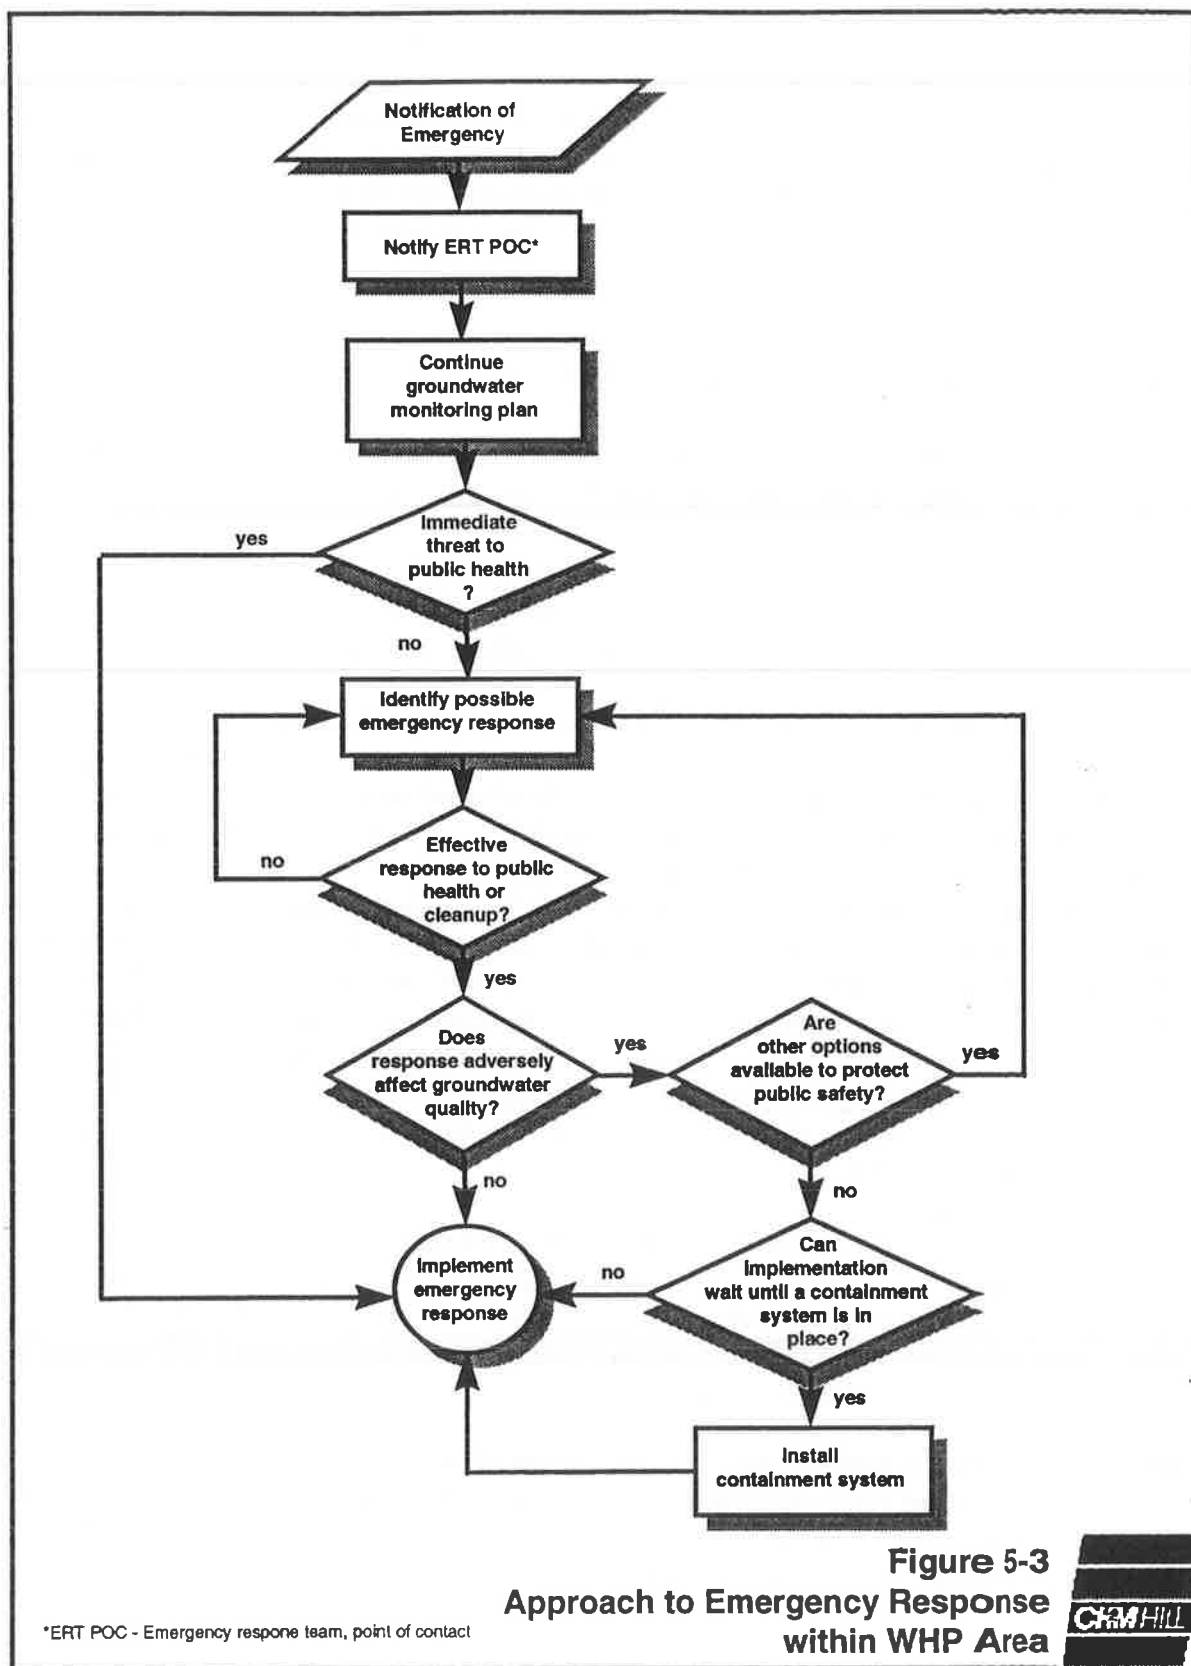 Notification of
Emergency
Notify ERT POC*
Continue
groundwater
monitoring plan
Immediate
threat to
public health
?
yes
no
Identify possible
emergency response
Effective
response to public
health or
cleanup?
no
yes
Does
response adversely
affect groundwater
quality?
yes
Are
other options
available to protect
public safety?
yes
no
no
Implement
emergency
response
no
Can
implementation
wait until a containment
system is in
place?
yes
Install
containment system
Figure 5-3
Approach to Emergency Response
within WHP Area
*ERT POC - Emergency respone team, point of contact
CH2M HILL